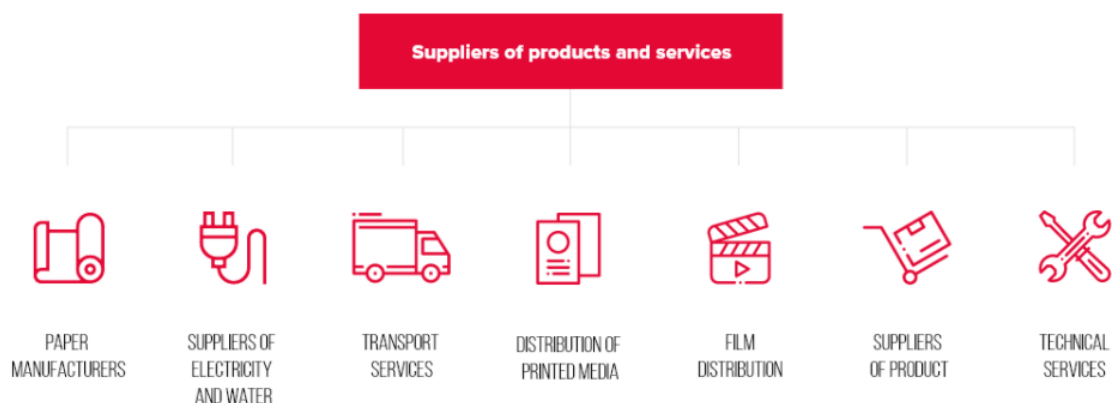 Suppliers of products and services
PAPER
MANUFACTURERS
SUPPLIERS OF
ELECTRICITY
AND WATER
TRANSPORT
SERVICES
DISTRIBUTION OF
PRINTED MEDIA
FILM
DISTRIBUTION
SUPPLIERS
OF PRODUCT
TECHNICAL
SERVICES